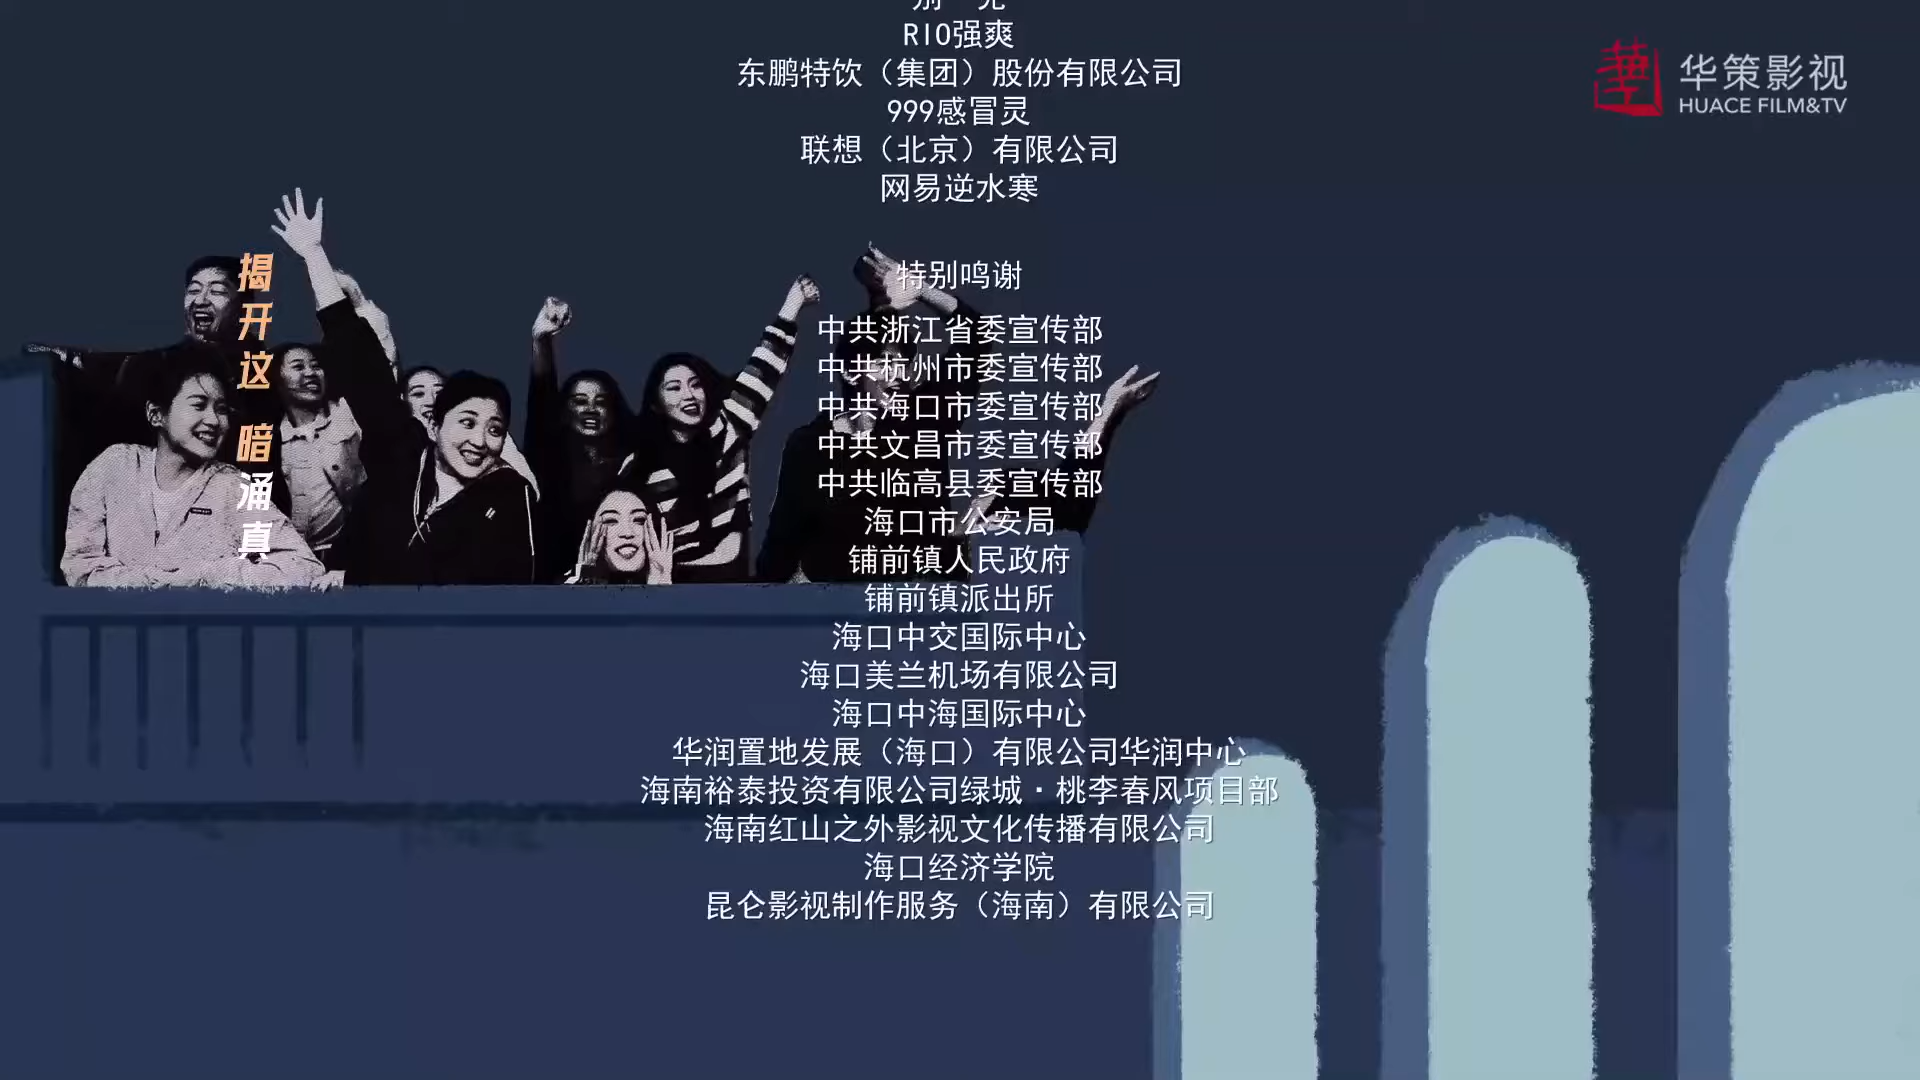 RIO强爽
东鹏特饮（集团）股份有限公司
999感冒灵
联想（北京）有限公司
网易逆水寒
华策影视
HUACE FILM&TV
特别鸣谢
中共浙江省委宣传部
中共杭州市委宣传部
中共海口市委宣传部
中共文昌市委宣传部
中共临高县委宣传部
海口市公安局
铺前镇人民政府
铺前镇派出所
海口中交国际中心
海口美兰机场有限公司
海口中海国际中心
华润置地发展（海口）有限公司华润中心
海南裕泰投资有限公司绿城·桃李春风项目部
海南红山之外影视文化传播有限公司
海口经济学院
昆仑影视制作服务（海南）有限公司
揭开这 暗涌真